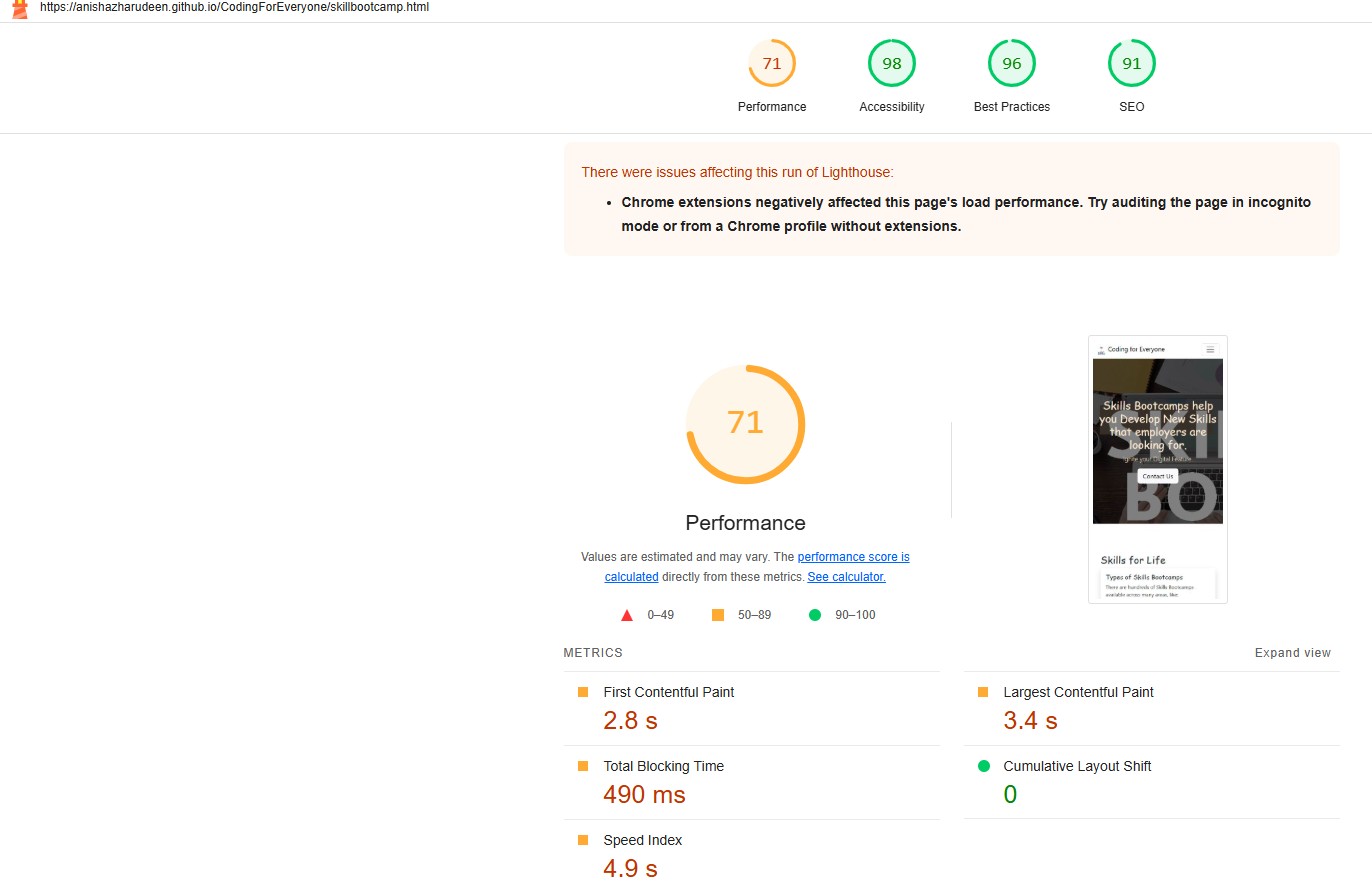 https://anishazharudeen.github.io/CodingForEveryone/skillbootcamp.html
71
98
96
91
Performance
Accessibility
Best Practices
SEO
There were issues affecting this run of Lighthouse:
• Chrome extensions negatively affected this page's load performance. Try auditing the page in incognito
mode or from a Chrome profile without extensions.
71
Performance
Values are estimated and may vary. The performance score is
calculated directly from these metrics. See calculator.
0–49
50–89
90–100
Coding for Everyone
Skills Bootcamps help
you Develop New Skills
that employers are
looking for.
Ignite your Digital Future
Contact Us
SKIL
BO
Skills for Life
Types of Skills Bootcamps
There are hundreds of Skills Bootcamps
available across many areas, like:
METRICS
Expand view
First Contentful Paint
2.8 s
Largest Contentful Paint
3.4 s
Total Blocking Time
490 ms
Cumulative Layout Shift
0
Speed Index
4.9 s